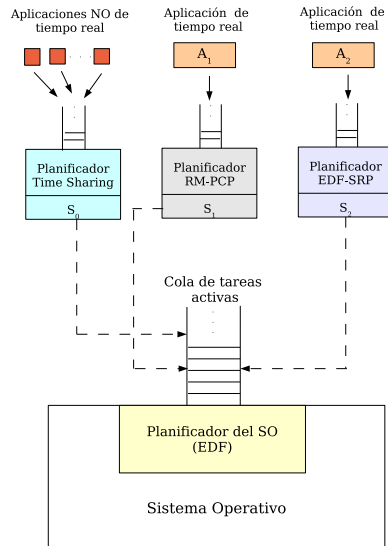 Aplicaciones NO de
tiempo real
Aplicación de
tiempo real
Aplicación de
tiempo real
A1
A2
Planificador
Time Sharing
S0
Planificador
RM-PCP
S1
Planificador
EDF-SRP
S2
Cola de tareas
activas
Planificador del SO
(EDF)
Sistema Operativo